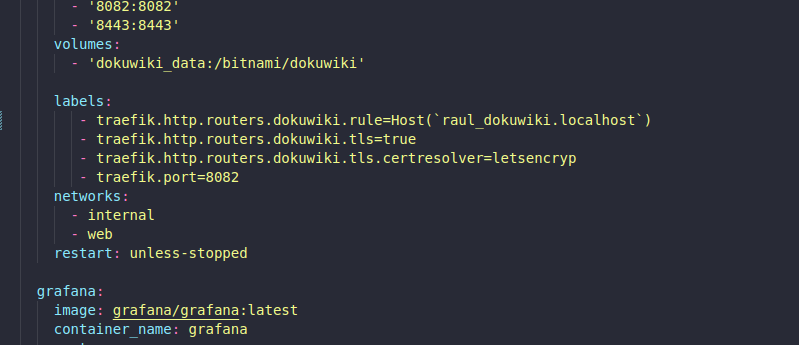 - '8082:8082'
- '8443:8443'
volumes:
- 'dokuwiki_data:/bitnami/dokuwiki'
labels:
- traefik.http.routers.dokuwiki.rule=Host(`raul_dokuwiki.localhost`)
- traefik.http.routers.dokuwiki.tls=true
- traefik.http.routers.dokuwiki.tls.certresolver=letsencryp
- traefik.port=8082
networks:
- internal
- web
restart: unless-stopped
grafana:
image: grafana/grafana:latest
container_name: grafana